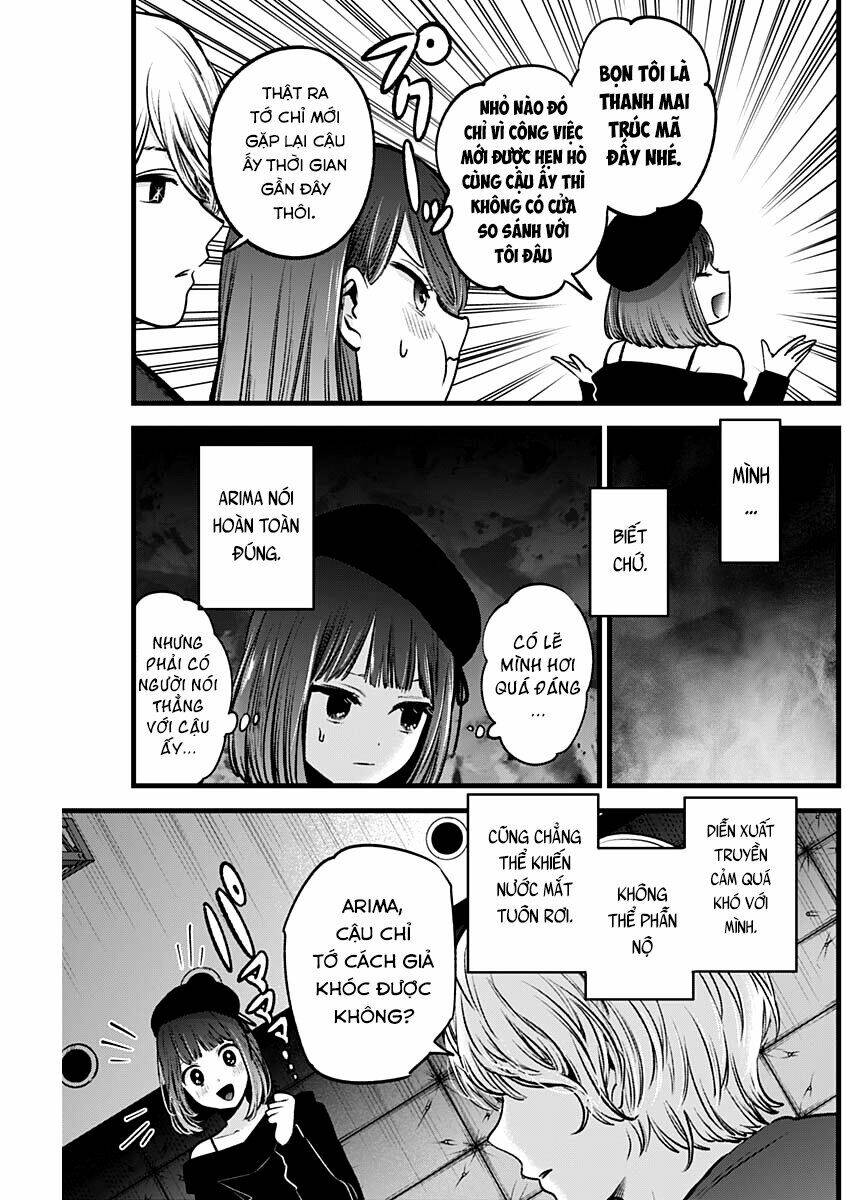 BỌN TÔI LÀ
THANH MAI
TRÚC MÃ
ĐẤY NHÉ.
NHỎ NÀO ĐÓ
CHỈ VÌ CÔNG VIỆC
MỚI ĐƯỢC HẸN HÒ
CÙNG CẬU ẤY THÌ
KHÔNG CÓ CỬA
SO SÁNH VỚI
TÔI ĐÂU
プクー
THẬT RA
TỚ CHỈ MỚI
GẶP LẠI CẬU
ẤY THỜI GIAN
GẦN ĐÂY
THÔI.
MÌNH
...
BIẾT
CHỨ.
ARIMA NÓI
HOÀN TOÀN
ĐÚNG.
CÓ LẼ
MÌNH HƠI
QUÁ ĐÁNG
...
NHƯNG
PHẢI CÓ
NGƯỜI NÓI
THẲNG
VỚI CẬU
ẤY...
DIỄN XUẤT
TRUYỀN
CẢM QUÁ
KHÓ VỚI
MÌNH.
KHÔNG
THỂ PHẪN
NỘ
CŨNG CHẲNG
THỂ KHIẾN
NƯỚC MẮT
TUÔN RƠI.
ARIMA,
CẬU CHỈ
TỚ CÁCH GIẢ
KHÓC ĐƯỢC
KHÔNG?